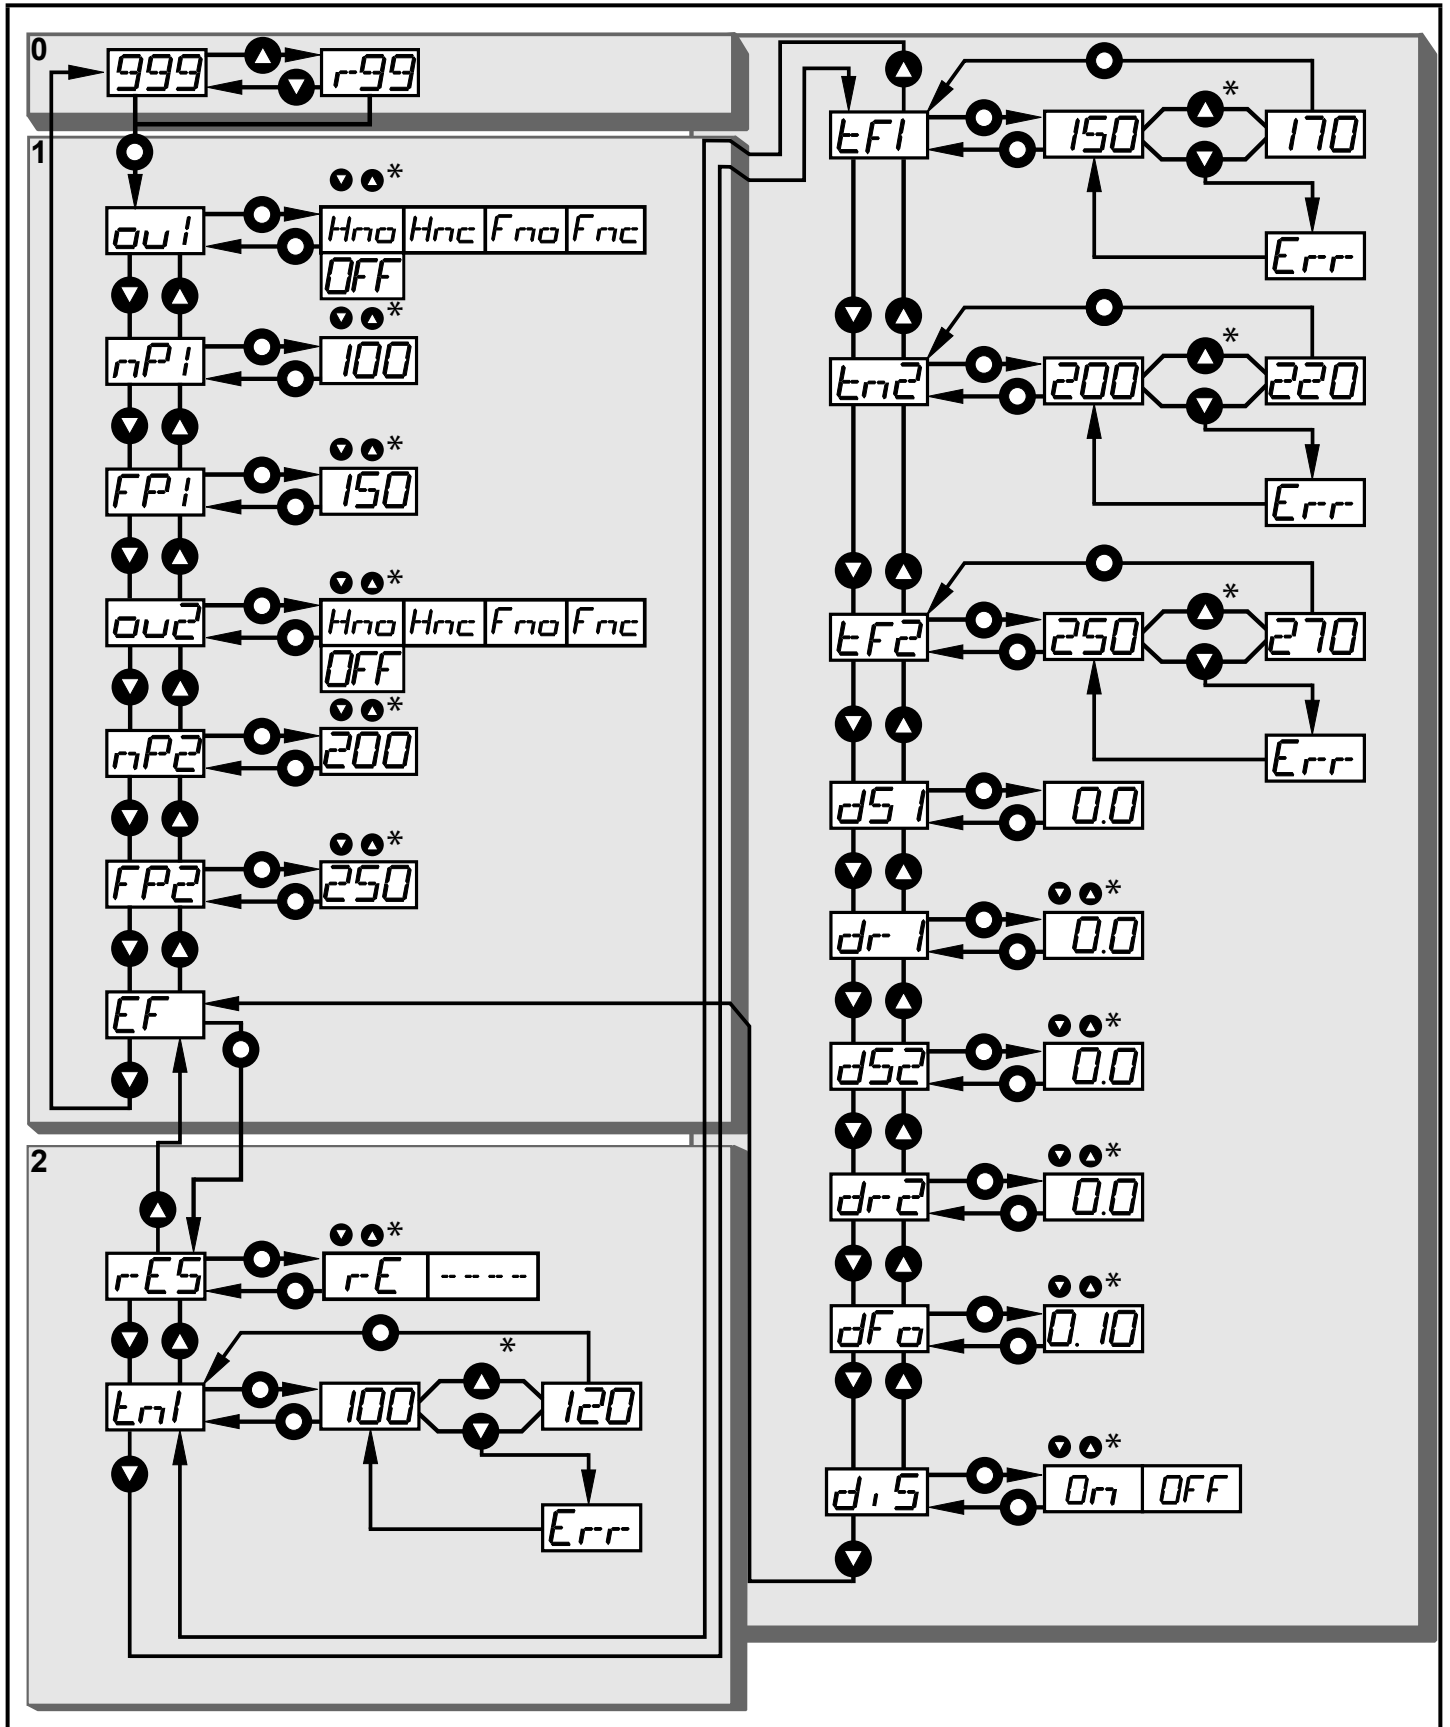 0
999 r99
1
*
ou1 Hno Hnc Fno Fnc
OFF
*
nP1 100
*
FP1 150
*
ou2 Hno Hnc Fno Fnc
OFF
*
nP2 200
*
FP2 250
EF
2
*
rES rE ----
*
tn1 100 120
Err
*
tF1 150 170
Err
*
tn2 200 220
Err
*
tF2 250 270
Err
dS1 0.0
*
dr1 0.0
*
dS2 0.0
*
dr2 0.0
*
dFo 0.10
*
diS On OFF